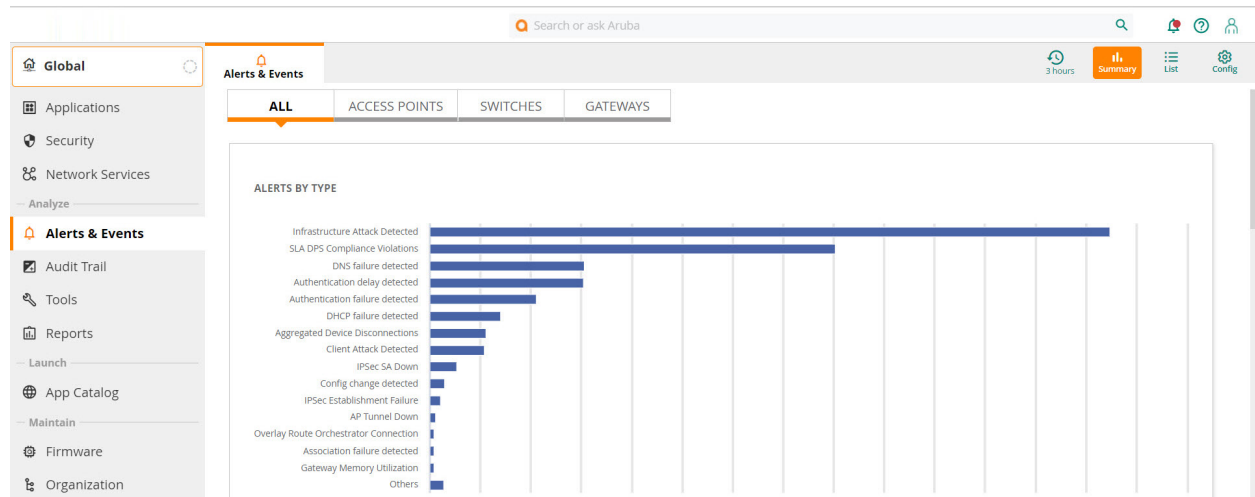 Search or ask Aruba
Global
Alerts & Events
3 hours
Summary
List
Config
Applications
Security
Network Services
Analyze
Alerts & Events
Audit Trail
Tools
Reports
Launch
App Catalog
Maintain
Firmware
Organization
ALL
ACCESS POINTS
SWITCHES
GATEWAYS
ALERTS BY TYPE
Infrastructure Attack Detected
SLA DPS Compliance Violations
DNS failure detected
Authentication delay detected
Authentication failure detected
DHCP failure detected
Aggregated Device Disconnections
Client Attack Detected
IPSec SA Down
Config change detected
IPSec Establishment Failure
AP Tunnel Down
Overlay Route Orchestrator Connection
Association failure detected
Gateway Memory Utilization
Others